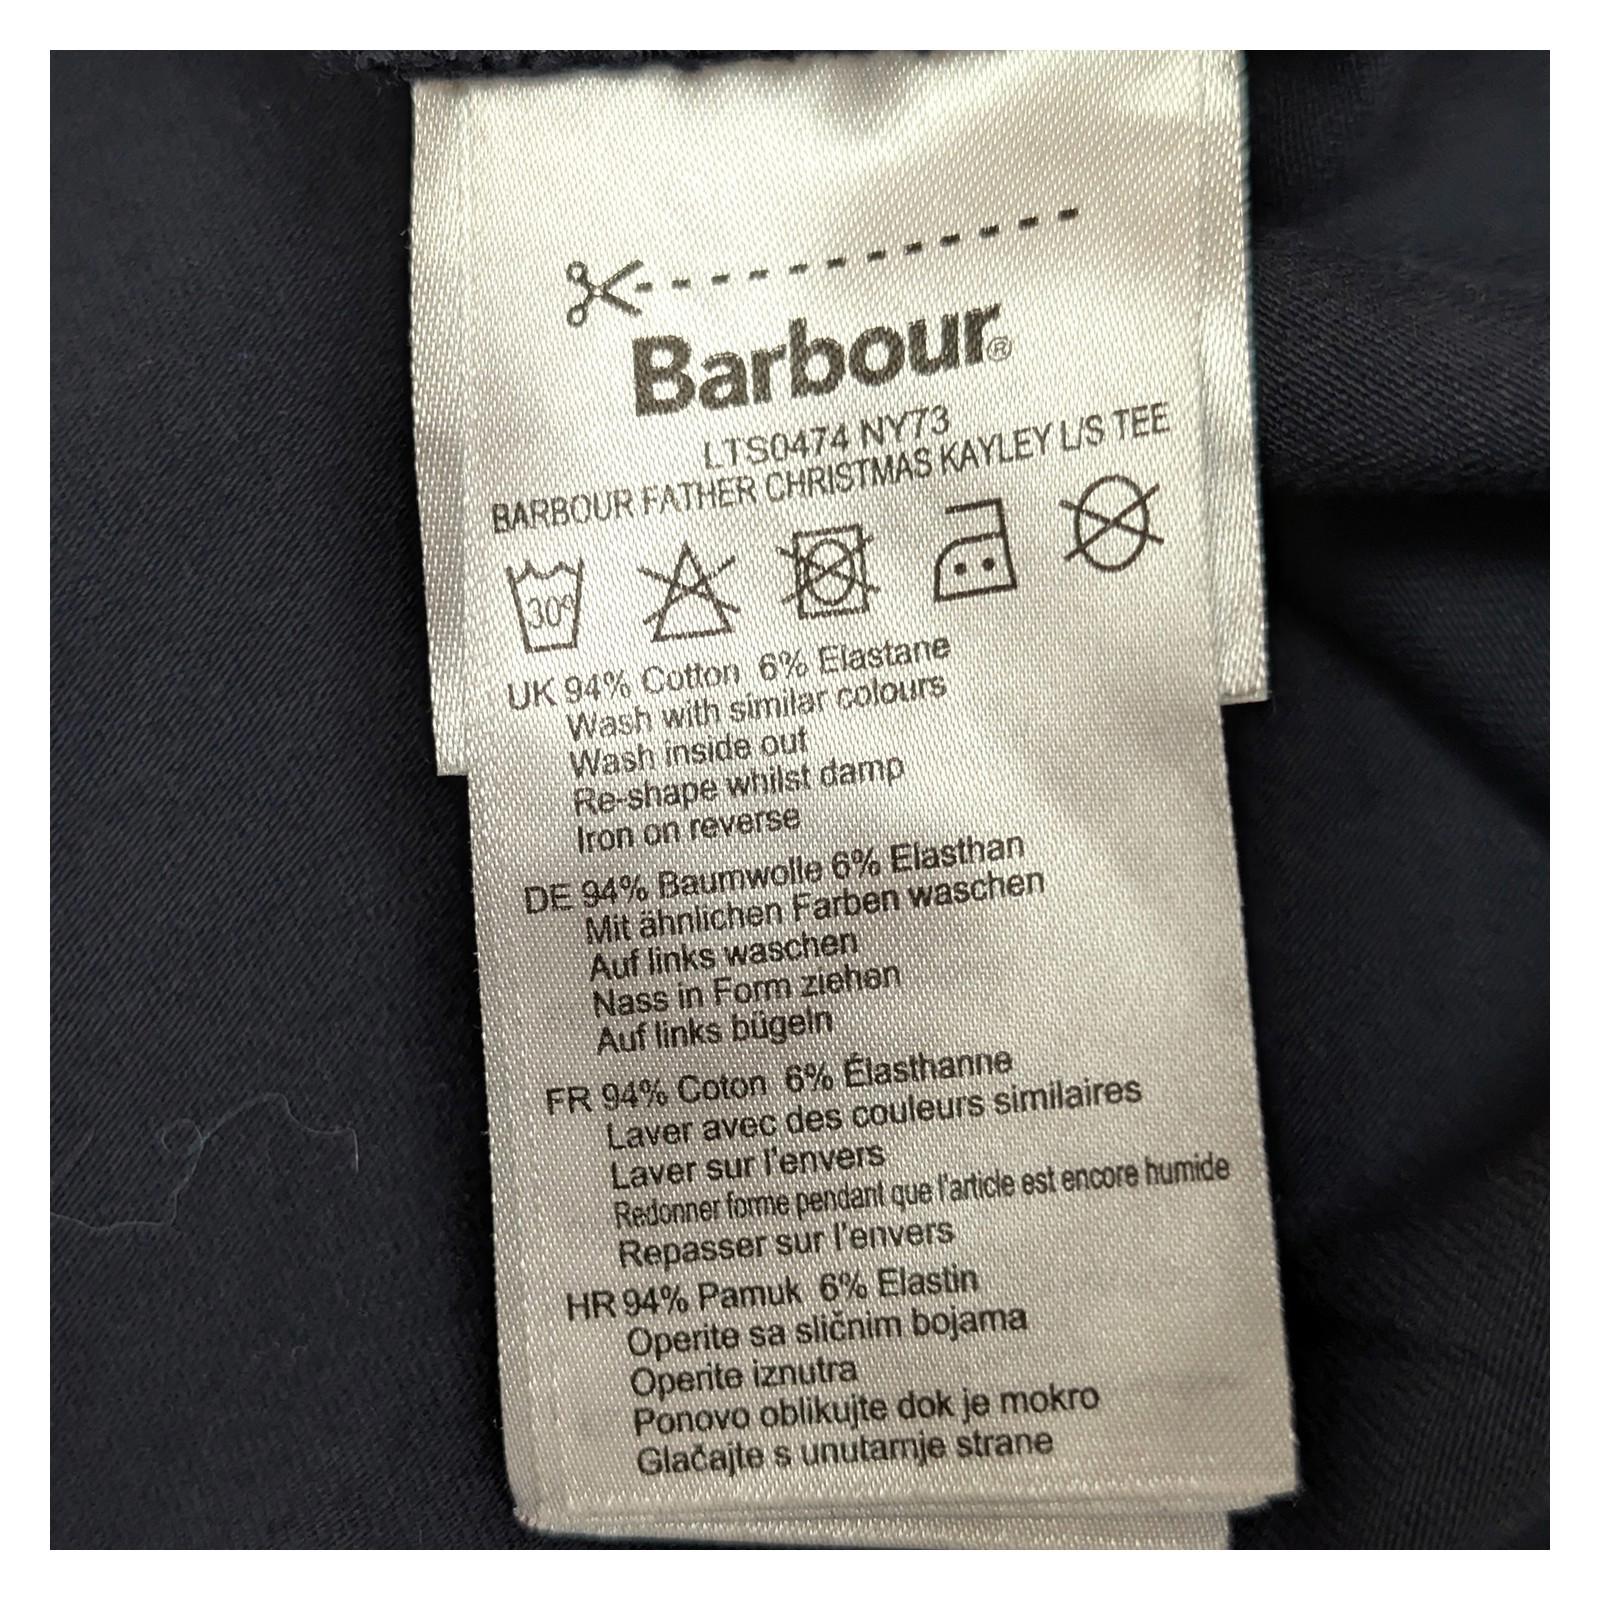 Barbour®
LTS0474 NY73
BARBOUR FATHER CHRISTMAS KAYLEY L/S TEE
30°
UK 94% Cotton 6% Elastane
Wash with similar colours
Wash inside out
Re-shape whilst damp
Iron on reverse
DE 94% Baumwolle 6% Elasthan
Mit ähnlichen Farben waschen
Auf links waschen
Nass in Form ziehen
Auf links bügeln
FR 94% Coton 6% Élasthanne
Laver avec des couleurs similaires
Laver sur l'envers
Redonner forme pendant que l'article est encore humide
Repasser sur l'envers
HR 94% Pamuk 6% Elastin
Operite sa sličnim bojama
Operite iznutra
Ponovo oblikujte dok je mokro
Glačajte s unutarnje strane